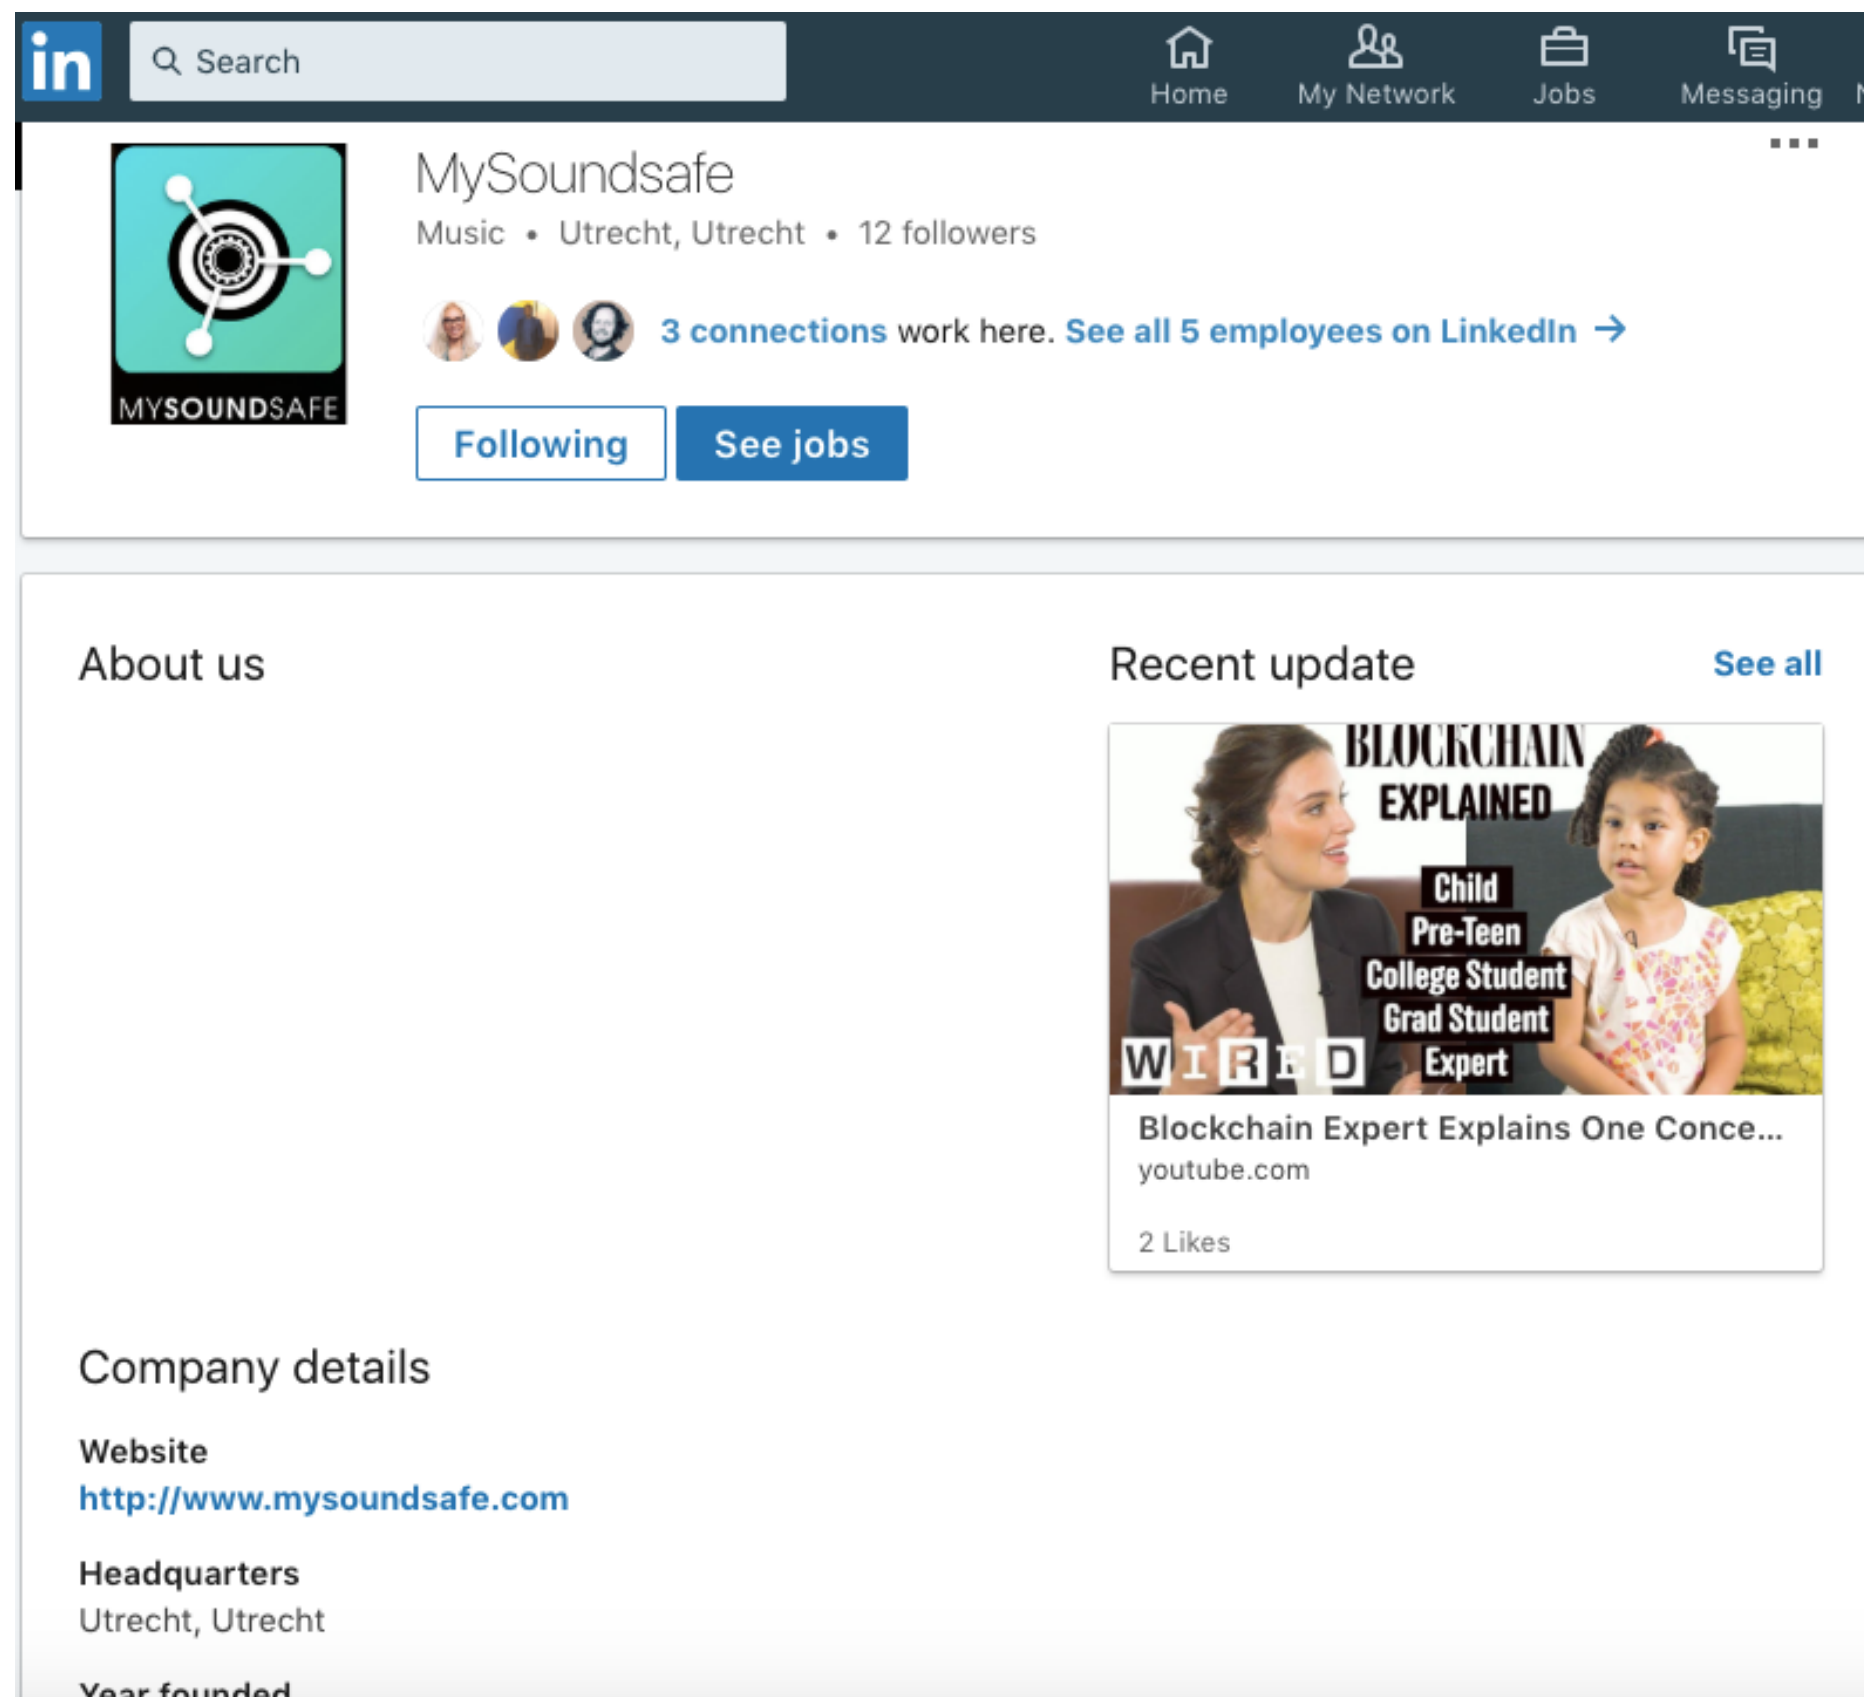 in
Search
Home
My Network
Jobs
Messaging
MYSOUNDSAFE
MySoundsafe
Music • Utrecht, Utrecht • 12 followers
3 connections work here. See all 5 employees on LinkedIn →
Following
See jobs
About us
Recent update
See all
BLOCKCHAIN
EXPLAINED
Child
Pre-Teen
College Student
Grad Student
Expert
WIRED
Blockchain Expert Explains One Conce...
youtube.com
2 Likes
Company details
Website
http://www.mysoundsafe.com
Headquarters
Utrecht, Utrecht
Year founded